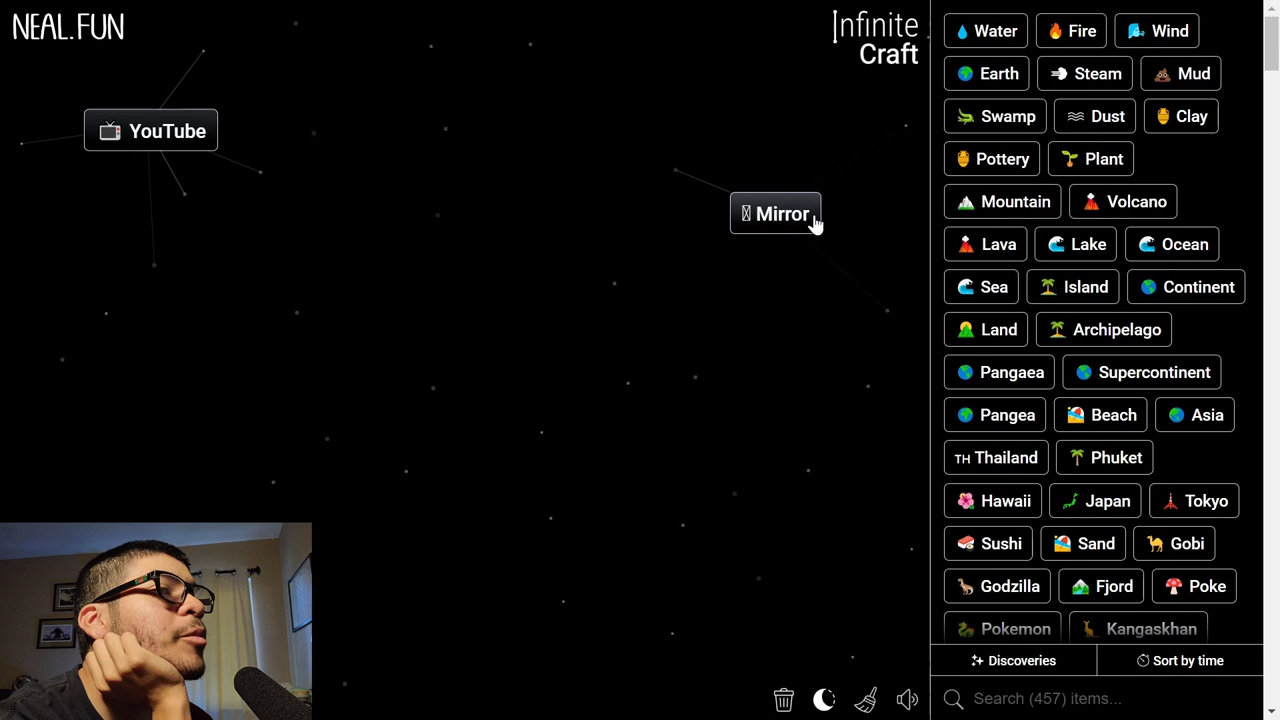 NEAL.FUN
Infinite
Craft
YouTube
Mirror
Water
Fire
Wind
Earth
Steam
Mud
Swamp
Dust
Clay
Pottery
Plant
Mountain
Volcano
Lava
Lake
Ocean
Sea
Island
Continent
Land
Archipelago
Pangaea
Supercontinent
Pangea
Beach
Asia
TH Thailand
Phuket
Hawaii
Japan
Tokyo
Sushi
Sand
Gobi
Godzilla
Fjord
Poke
Pokemon
Kangaskhan
Discoveries
Sort by time
Search (457) items...